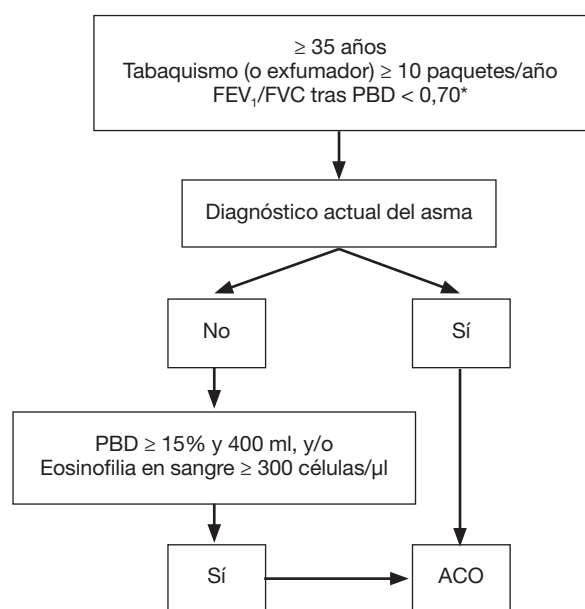 ≥ 35 años
Tabaquismo (o exfumador) ≥ 10 paquetes/año
FEV₁/FVC tras PBD < 0,70*
Diagnóstico actual del asma
No
Sí
PBD ≥ 15% y 400 ml, y/o
Eosinofilia en sangre ≥ 300 células/µl
Sí
ACO